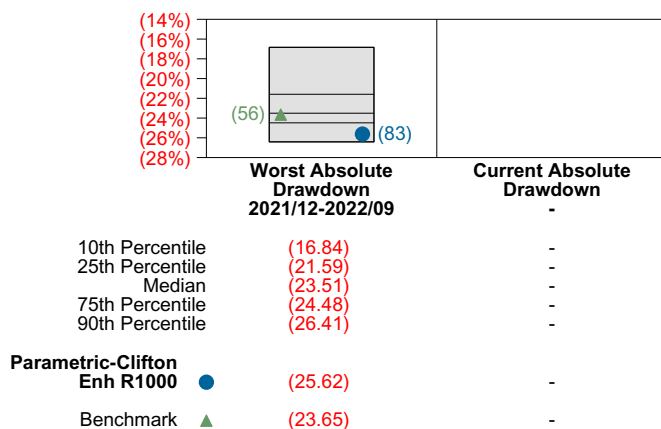 (14%)
(16%)
(18%)
(20%)
(22%)
(24%)
(26%)
(28%)
(56)
(83)
Worst Absolute Drawdown 2021/12-2022/09
Current Absolute Drawdown -
10th Percentile (16.84) -
25th Percentile (21.59) -
Median (23.51) -
75th Percentile (24.48) -
90th Percentile (26.41) -
Parametric-Clifton
Enh R1000 (25.62) -
Benchmark (23.65) -